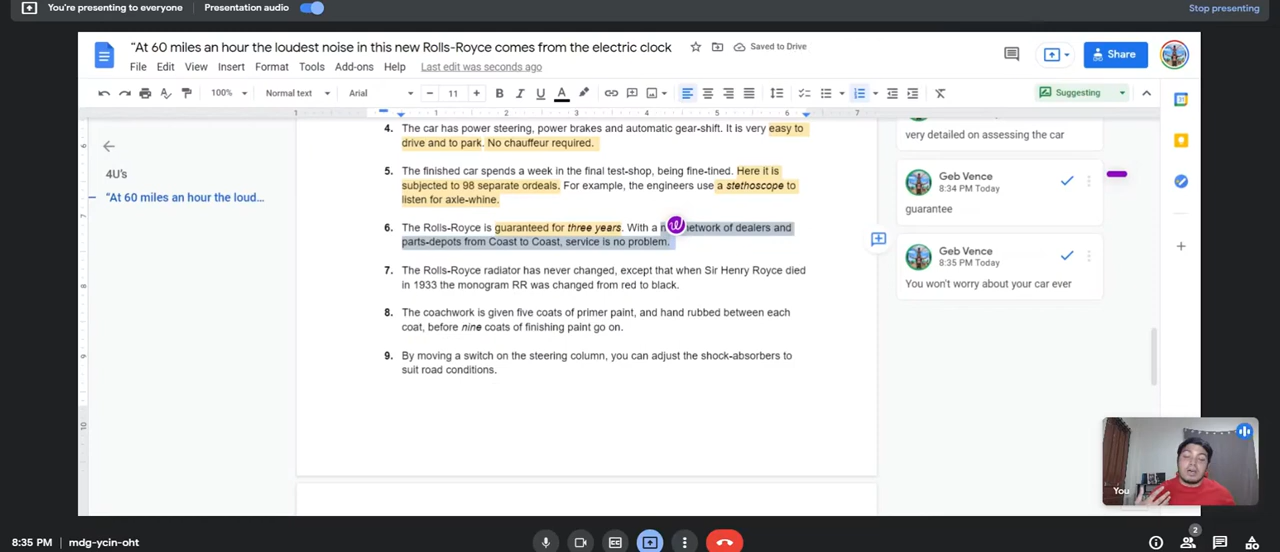 You're presenting to everyone Presentation audio Stop presenting
“At 60 miles an hour the loudest noise in this new Rolls-Royce comes from the electric clock Saved to Drive
File Edit View Insert Format Tools Add-ons Help Last edit was seconds ago
Share
100% Normal text Arial 11 B I U A Suggesting
1 1 2 3 4 5 6 7
4. The car has power steering, power brakes and automatic gear-shift. It is very easy to
drive and to park. No chauffeur required.
5. The finished car spends a week in the final test-shop, being fine-tined. Here it is
subjected to 98 separate ordeals. For example, the engineers use a stethoscope to
listen for axle-whine.
6. The Rolls-Royce is guaranteed for three years. With a network of dealers and
parts-depots from Coast to Coast, service is no problem.
7. The Rolls-Royce radiator has never changed, except that when Sir Henry Royce died
in 1933 the monogram RR was changed from red to black.
8. The coachwork is given five coats of primer paint, and hand rubbed between each
coat, before nine coats of finishing paint go on.
9. By moving a switch on the steering column, you can adjust the shock-absorbers to
suit road conditions.
4U's
“At 60 miles an hour the loud...
very detailed on assessing the car
Geb Vence
8:34 PM Today
guarantee
Geb Vence
8:35 PM Today
You won't worry about your car ever
You
8:35 PM mdg-ycin-oht
2